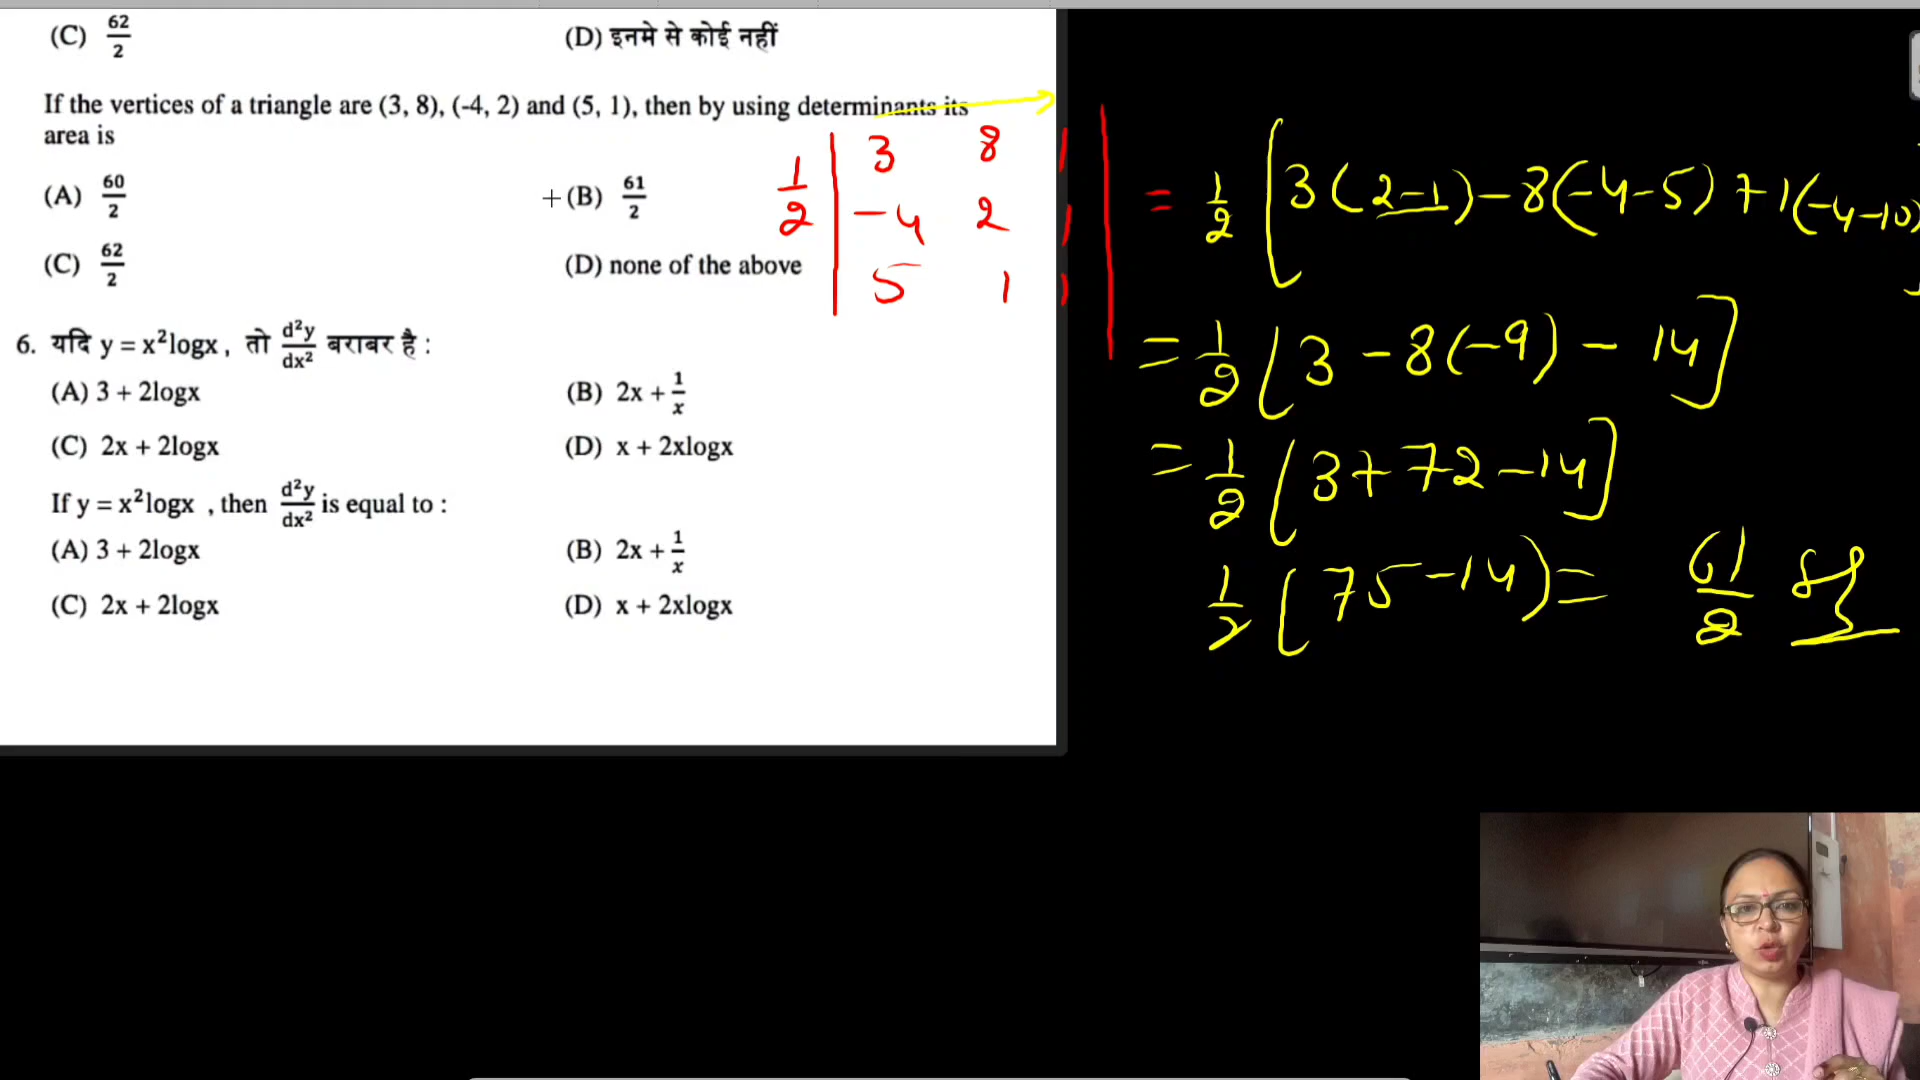 (C) 62/2 (D) इनमे से कोई नहीं
If the vertices of a triangle are (3, 8), (-4, 2) and (5, 1), then by using determinants its
area is
(A) 60/2 +(B) 61/2
(C) 62/2 (D) none of the above
1/2 | 3 8 1
-4 2 1
5 1 1 |
= 1/2 [3(2-1)-8(-4-5)+1(-4-10)
= 1/2 [3-8(-9)-14]
= 1/2 [3+72-14]
1/2 (75-14) = 61/2
6. यदि y = x²logx , तो d²y/dx² बराबर है :
(A) 3 + 2logx (B) 2x + 1/x
(C) 2x + 2logx (D) x + 2xlogx
If y = x²logx , then d²y/dx² is equal to :
(A) 3 + 2logx (B) 2x + 1/x
(C) 2x + 2logx (D) x + 2xlogx